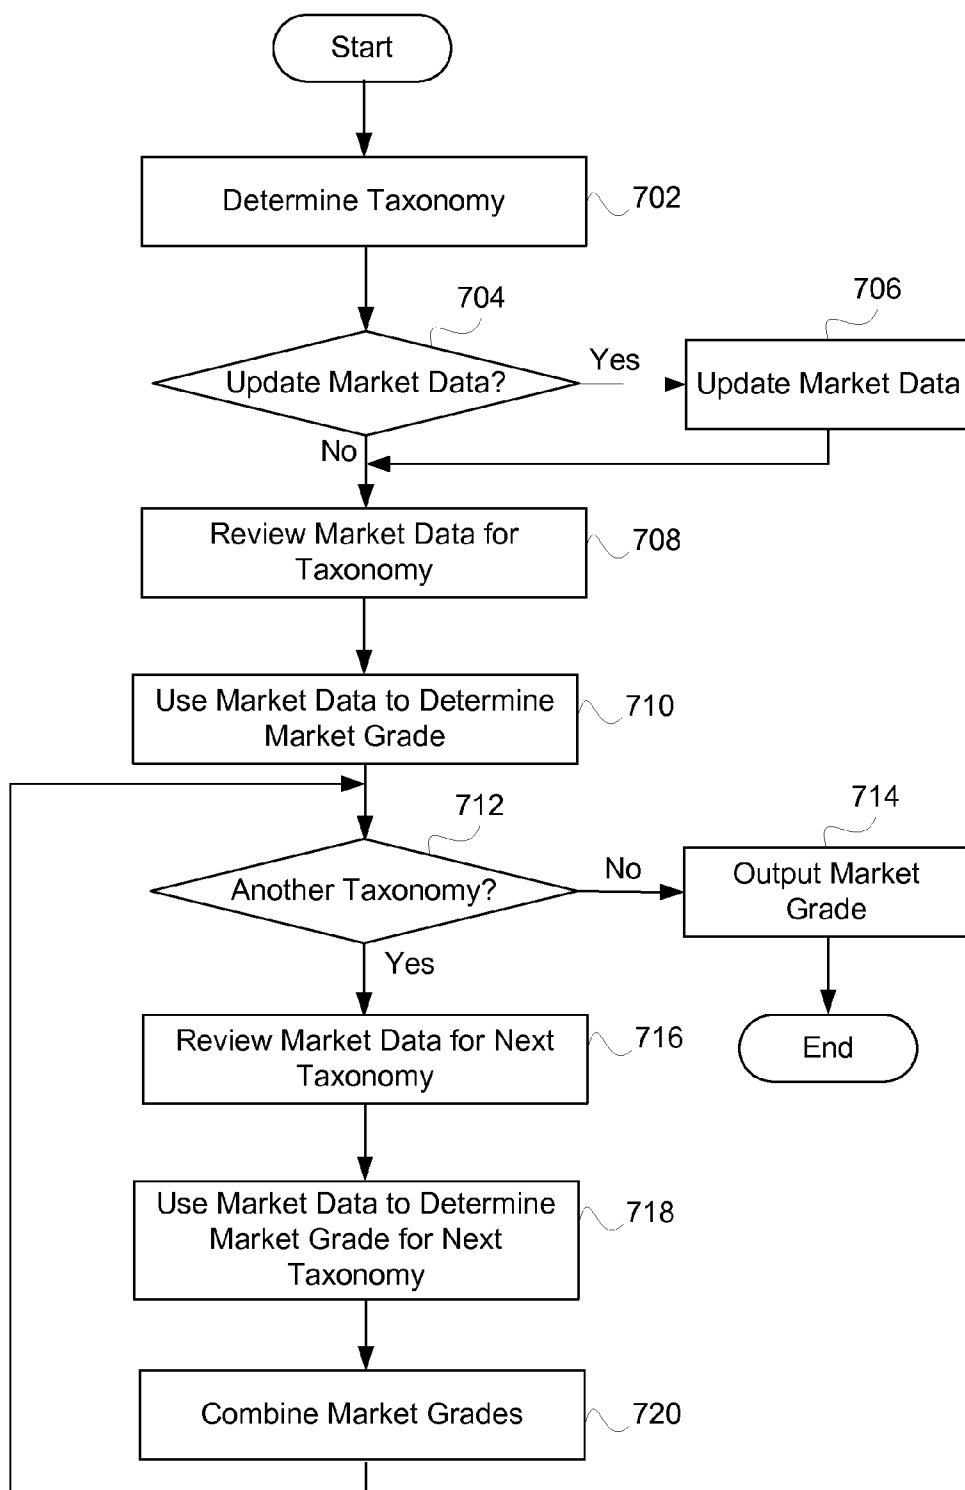 Start
Determine Taxonomy
702
704
706
Update Market Data?
Yes
Update Market Data
No
Review Market Data for
Taxonomy
708
Use Market Data to Determine
Market Grade
710
712
714
Another Taxonomy?
No
Output Market
Grade
Yes
Review Market Data for Next
Taxonomy
716
End
Use Market Data to Determine
Market Grade for Next
Taxonomy
718
Combine Market Grades
720